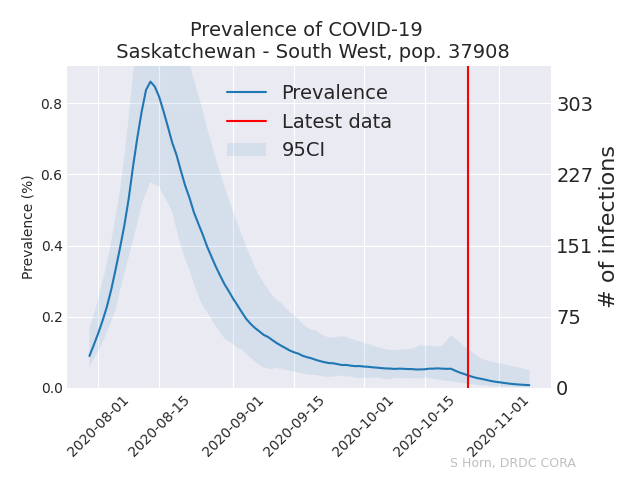 Prevalence of COVID-19
Saskatchewan - South West, pop. 37908
Prevalence
Latest data
95CI
Prevalence (%)
0.8
0.6
0.4
0.2
0.0
303
227
151
75
0
# of infections
2020-08-01
2020-08-15
2020-09-01
2020-09-15
2020-10-01
2020-10-15
2020-11-01
S Horn, DRDC CORA